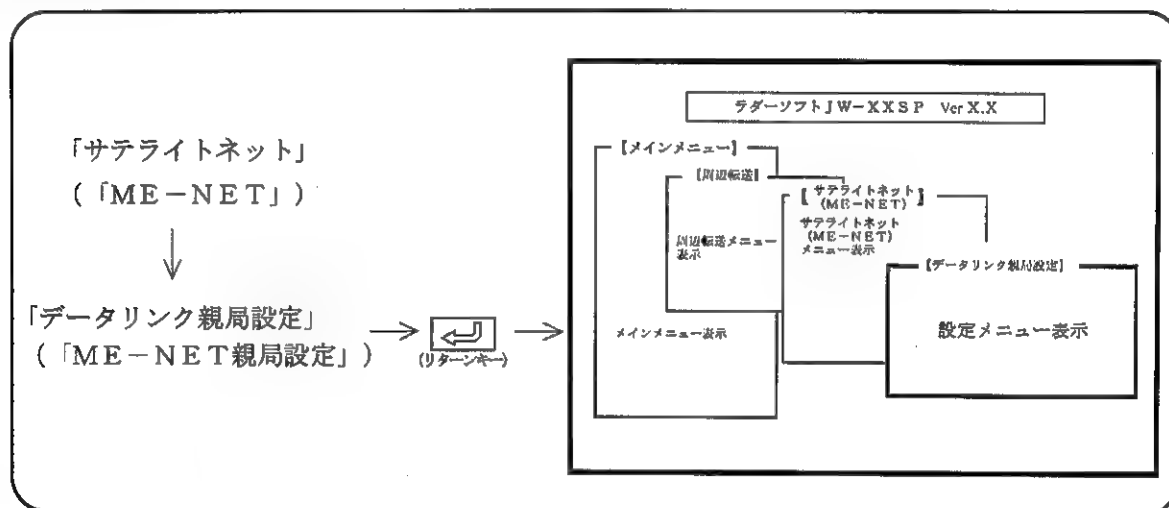 「サテライトネット」
(「ME－NET」)
「データリンク親局設定」
(「ME－NET親局設定」)
(リターンキー)
ラダーソフトJW－XXSP Ver X.X
【メインメニュー】
【周辺転送】
【サテライトネット
(ME－NET)】
サテライトネット
(ME－NET)
メニュー表示
周辺転送メニュー
表示
【データリンク親局設定】
メインメニュー表示
設定メニュー表示